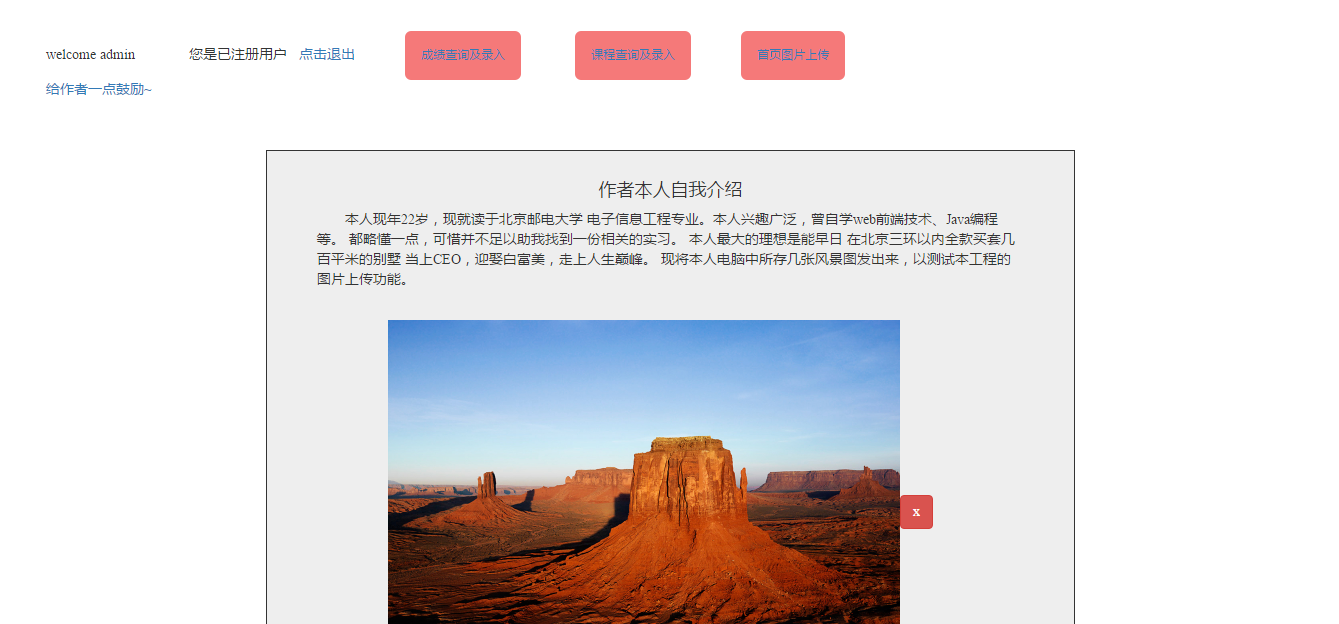 welcome admin 您是已注册用户 点击退出 成绩查询及录入 课程查询及录入 首页图片上传
给作者一点鼓励~
作者本人自我介绍
本人现年22岁，现就读于北京邮电大学 电子信息工程专业。本人兴趣广泛，曾自学web前端技术、Java编程
等。 都略懂一点，可惜并不足以助我找到一份相关的实习。 本人最大的理想是能早日 在北京三环以内全款买套几
百平米的别墅 当上CEO，迎娶白富美，走上人生巅峰。 现将本人电脑中所存几张风景图发出来，以测试本工程的
图片上传功能。
x